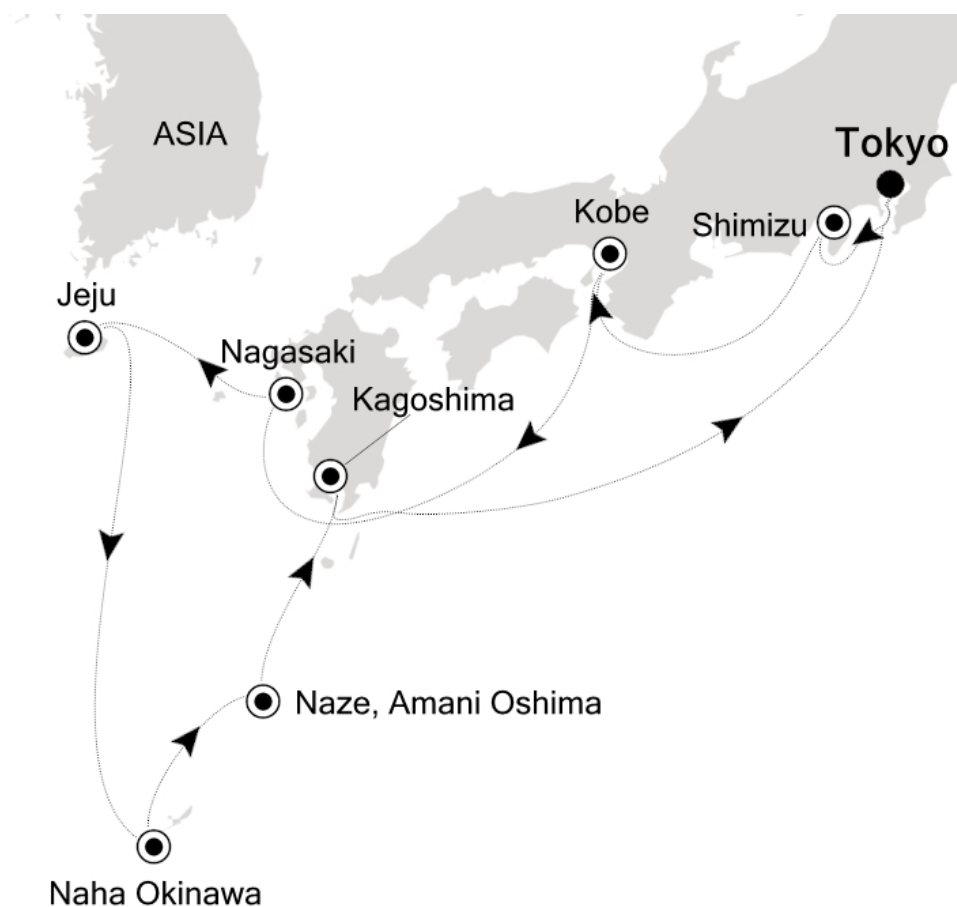 ASIA
Tokyo
Kobe
Shimizu
Jeju
Nagasaki
Kagoshima
Naze, Amani Oshima
Naha Okinawa